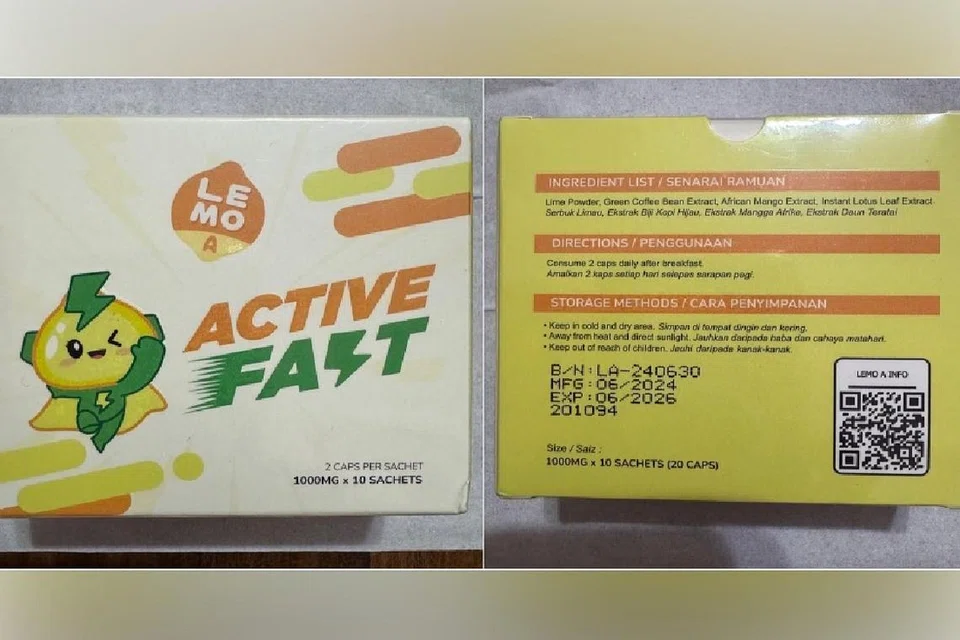 LE
MO
A
ACTIVE
FAST
2 CAPS PER SACHET
1000MG x 10 SACHETS
INGREDIENT LIST / SENARAI RAMUAN
Lime Powder, Green Coffee Bean Extract, African Mango Extract, Instant Lotus Leaf Extract
Serbuk Limau, Ekstrak Biji Kopi Hijau, Ekstrak Mangga Afrika, Ekstrak Daun Teratai
DIRECTIONS / PENGGUNAAN
Consume 2 caps daily after breakfast.
Amalkan 2 kaps setiap hari selepas sarapan pagi.
STORAGE METHODS / CARA PENYIMPANAN
• Keep in cold and dry area. Simpan di tempat dingin dan kering.
• Away from heat and direct sunlight. Jauhkan daripada haba dan cahaya matahari.
• Keep out of reach of children. Jauhi daripada kanak-kanak.
B/N:LA-240630
MFG:06/2024
EXP:06/2026
201094
LEMO A INFO
Size / Saiz :
1000MG x 10 SACHETS (20 CAPS)